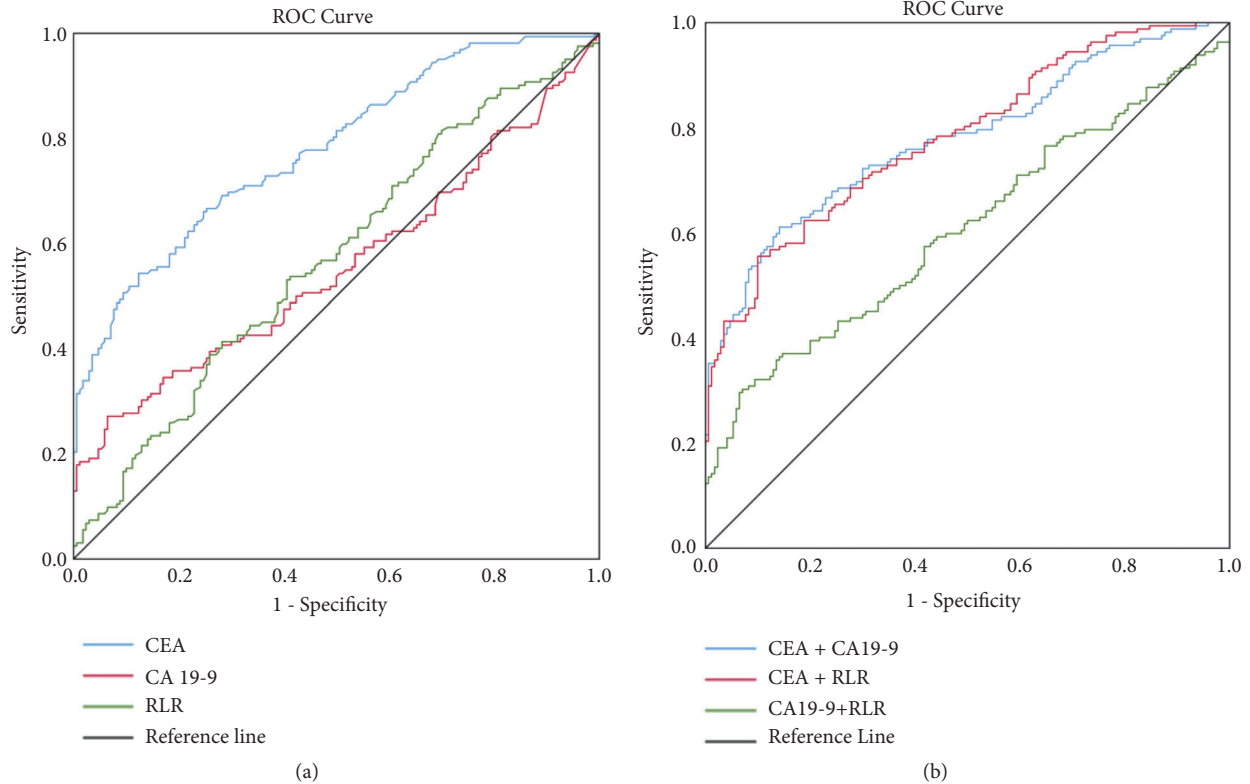 ROC Curve
1.0
0.8
0.6
0.4
0.2
0.0
Sensitivity
0.0 0.2 0.4 0.6 0.8 1.0
1 - Specificity
CEA
CA 19-9
RLR
Reference line
(a)
ROC Curve
1.0
0.8
0.6
0.4
0.2
0.0
Sensitivity
0.0 0.2 0.4 0.6 0.8 1.0
1 - Specificity
CEA + CA19-9
CEA + RLR
CA19-9+RLR
Reference Line
(b)